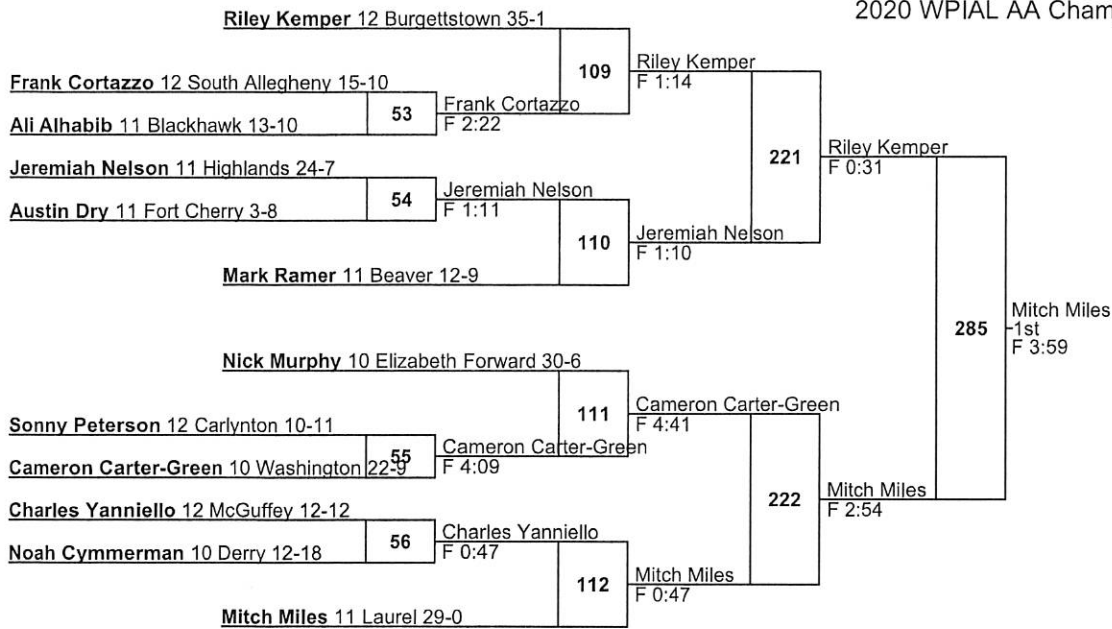 2020 WPIAL AA Cham
Riley Kemper 12 Burgettstown 35-1
109
Riley Kemper
F 1:14
Frank Cortazzo 12 South Allegheny 15-10
53
Frank Cortazzo
F 2:22
Ali Alhabib 11 Blackhawk 13-10
221
Riley Kemper
F 0:31
Jeremiah Nelson 11 Highlands 24-7
54
Jeremiah Nelson
F 1:11
Austin Dry 11 Fort Cherry 3-8
110
Jeremiah Nelson
F 1:10
Mark Ramer 11 Beaver 12-9
285
Mitch Miles
1st
F 3:59
Nick Murphy 10 Elizabeth Forward 30-6
111
Cameron Carter-Green
F 4:41
Sonny Peterson 12 Carlynton 10-11
55
Cameron Carter-Green
F 4:09
Cameron Carter-Green 10 Washington 22-9
222
Mitch Miles
F 2:54
Charles Yanniello 12 McGuffey 12-12
56
Charles Yanniello
F 0:47
Noah Cymmerman 10 Derry 12-18
112
Mitch Miles
F 0:47
Mitch Miles 11 Laurel 29-0